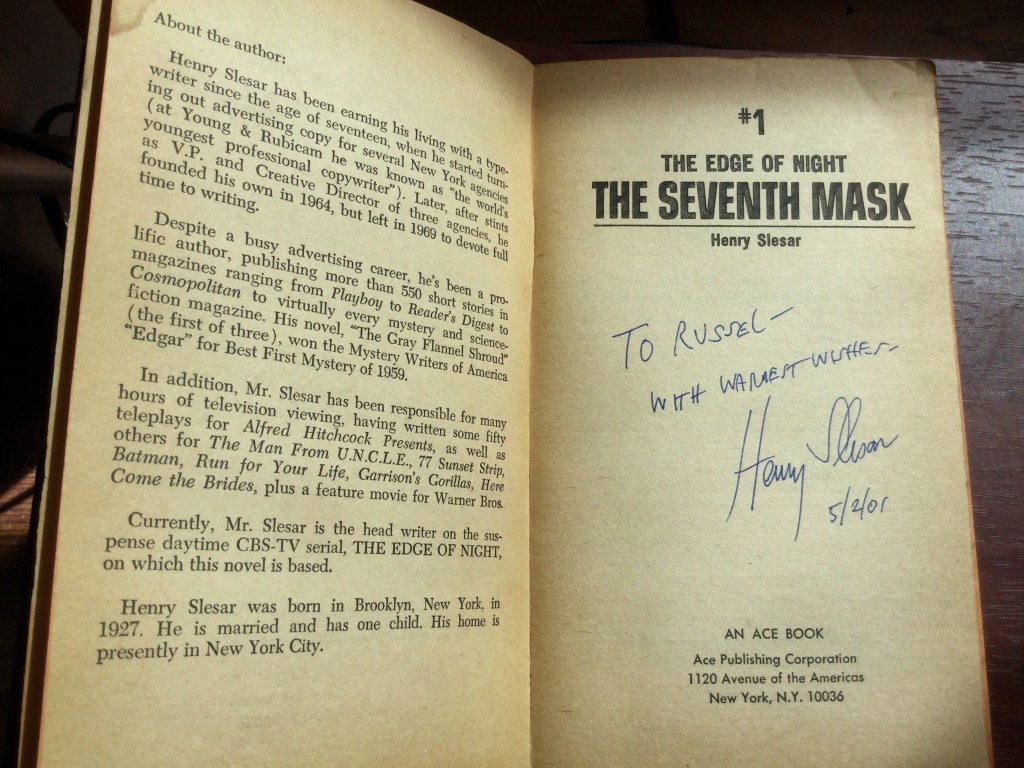 About the author:
Henry Slesar has been earning his living with a type-
writer since the age of seventeen, when he started turn-
ing out advertising copy for several New York agencies
(at Young & Rubicam he was known as "the world's
youngest professional copywriter"). Later, after stints
as V.P. and Creative Director of three agencies, he
founded his own in 1964, but left in 1969 to devote full
time to writing.
Despite a busy advertising career, he's been a pro-
lific author, publishing more than 550 short stories in
magazines ranging from Playboy to Reader's Digest to
Cosmopolitan to virtually every mystery and science-
fiction magazine. His novel, "The Gray Flannel Shroud"
(the first of three), won the Mystery Writers of America
"Edgar" for Best First Mystery of 1959.
In addition, Mr. Slesar has been responsible for many
hours of television viewing, having written some fifty
teleplays for Alfred Hitchcock Presents, as well as
others for The Man From U.N.C.L.E., 77 Sunset Strip,
Batman, Run for Your Life, Garrison's Gorillas, Here
Come the Brides, plus a feature movie for Warner Bros.
Currently, Mr. Slesar is the head writer on the sus-
pense daytime CBS-TV serial, THE EDGE OF NIGHT,
on which this novel is based.
Henry Slesar was born in Brooklyn, New York, in
1927. He is married and has one child. His home is
presently in New York City.
#1
THE EDGE OF NIGHT
THE SEVENTH MASK
Henry Slesar
TO RUSSEL—
WITH WARMEST WISHES—
Henry Slesar
5/2/01
AN ACE BOOK
Ace Publishing Corporation
1120 Avenue of the Americas
New York, N.Y. 10036